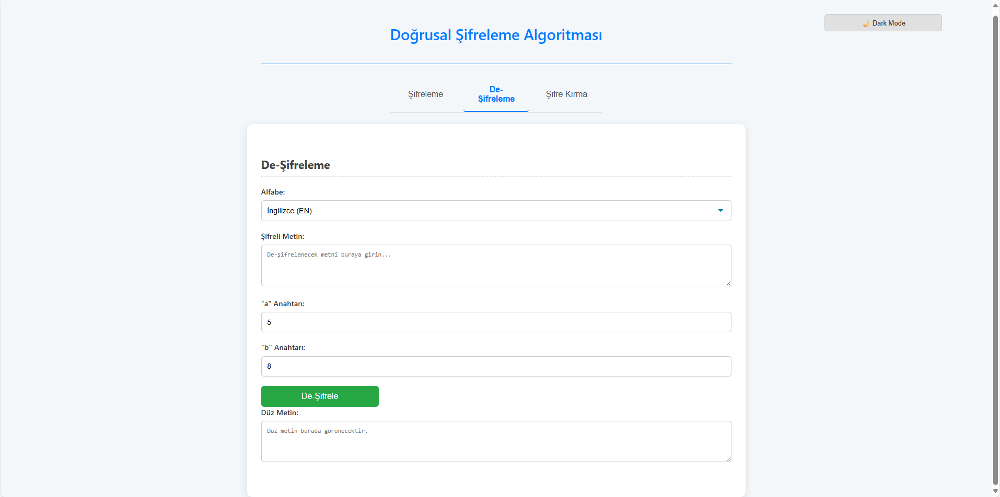 🌙 Dark Mode
Doğrusal Şifreleme Algoritması
Şifreleme
De-
Şifreleme
Şifre Kırma
De-Şifreleme
Alfabe:
İngilizce (EN)
Şifreli Metin:
De-şifrelenecek metni buraya girin...
"a" Anahtarı:
5
"b" Anahtarı:
8
De-Şifrele
Düz Metin:
Düz metin burada görünecektir.